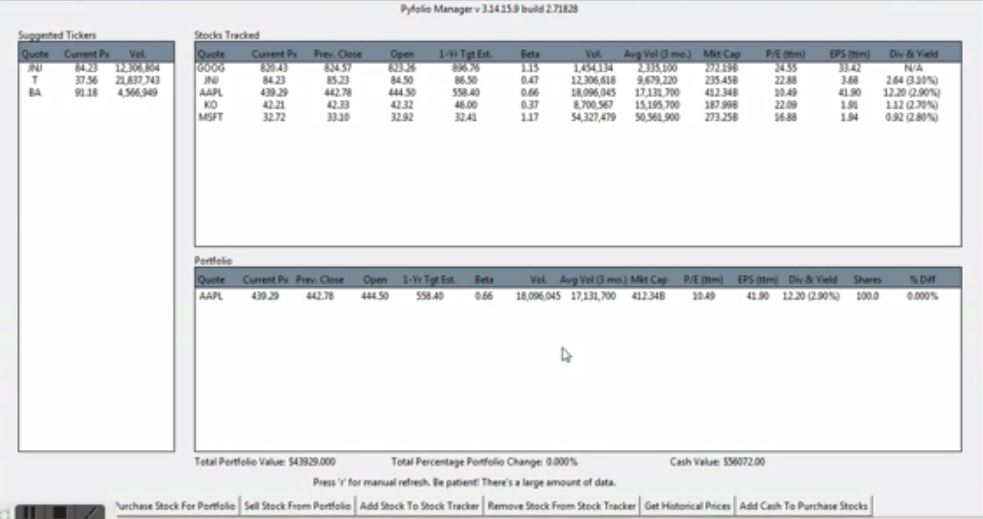 Pyfolio Manager v 3.14.15.9 build 2.71828
Suggested Tickers
Quote Current Px Vol.
JNJ 84.23 12,306,804
T 37.56 21,837,743
BA 91.18 4,566,949
Stocks Tracked
Quote Current Px Prev. Close Open 1-Yr Tgt Est. Beta Vol. Avg Vol (3 mo.) Mkt Cap P/E (ttm) EPS (ttm) Div & Yield
GOOG 820.43 824.57 823.26 896.76 1.15 1,454,134 2,335,100 272.19B 24.55 33.42 N/A
JNJ 84.23 85.23 84.50 86.50 0.47 12,306,618 9,679,220 235.45B 22.88 3.68 2.64 (3.10%)
AAPL 439.29 442.78 444.50 558.40 0.66 18,096,045 17,131,700 412.34B 10.49 41.90 12.20 (2.90%)
KO 42.21 42.33 42.32 46.00 0.37 8,700,567 15,195,700 187.99B 22.09 1.91 1.12 (2.70%)
MSFT 32.72 33.10 32.92 32.41 1.17 54,327,479 50,561,900 273.25B 16.88 1.94 0.92 (2.80%)
Portfolio
Quote Current Px Prev. Close Open 1-Yr Tgt Est. Beta Vol. Avg Vol (3 mo.) Mkt Cap P/E (ttm) EPS (ttm) Div & Yield Shares % Diff
AAPL 439.29 442.78 444.50 558.40 0.66 18,096,045 17,131,700 412.34B 10.49 41.90 12.20 (2.90%) 100.0 0.000%
Total Portfolio Value: $43929.000 Total Percentage Portfolio Change: 0.000% Cash Value: $56072.00
Press 'r' for manual refresh. Be patient! There's a large amount of data.
Purchase Stock For Portfolio Sell Stock From Portfolio Add Stock To Stock Tracker Remove Stock From Stock Tracker Get Historical Prices Add Cash To Purchase Stocks